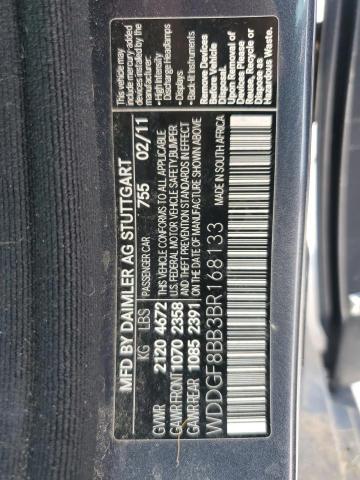 MFD BY DAIMLER AG STUTTGART
PASSENGER CAR 755 02/11
KG LBS
GVWR 2120 4672
GAWR FRONT 1070 2358
GAWR REAR 1085 2391
THIS VEHICLE CONFORMS TO ALL APPLICABLE
U.S. FEDERAL MOTOR VEHICLE SAFETY, BUMPER
AND THEFT PREVENTION STANDARDS IN EFFECT
ON THE DATE OF MANUFACTURE SHOWN ABOVE
WDDGF8BB3BR168133 MADE IN SOUTH AFRICA
This vehicle may
include mercury added
devices installed by the
manufacturer:
• High Intensity
Discharge Headlamps
• Displays
• Back-lit Instrument
Remove Devices
Before Vehicle
Disposal. Upon Removal of
Reuse, Recycle or
Dispose as
Hazardous Waste.